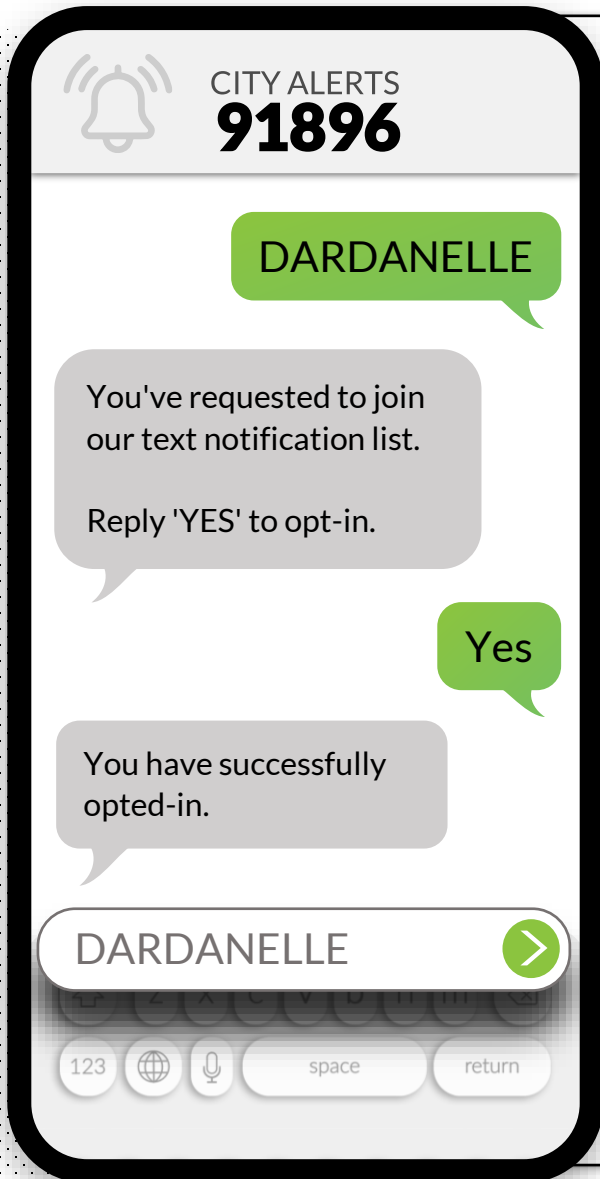 CITY ALERTS
91896
DARDANELLE
You've requested to join
our text notification list.
Reply 'YES' to opt-in.
Yes
You have successfully
opted-in.
DARDANELLE
z x c v b n m
123 space return